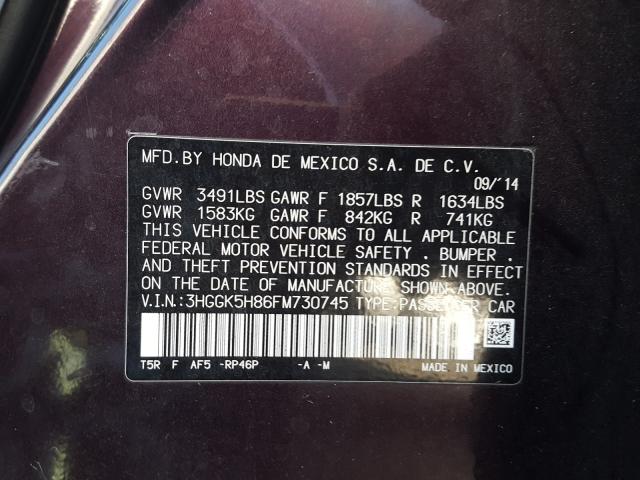 MFD.BY HONDA DE MEXICO S.A. DE C.V.
09/'14
GVWR 3491LBS GAWR F 1857LBS R 1634LBS
GVWR 1583KG GAWR F 842KG R 741KG
THIS VEHICLE CONFORMS TO ALL APPLICABLE
FEDERAL MOTOR VEHICLE SAFETY . BUMPER .
AND THEFT PREVENTION STANDARDS IN EFFECT
ON THE DATE OF MANUFACTURE SHOWN ABOVE.
V.I.N:3HGGK5H86FM730745 TYPE:PASSENGER CAR
T5R F AF5 -RP46P -A -M MADE IN MEXICO